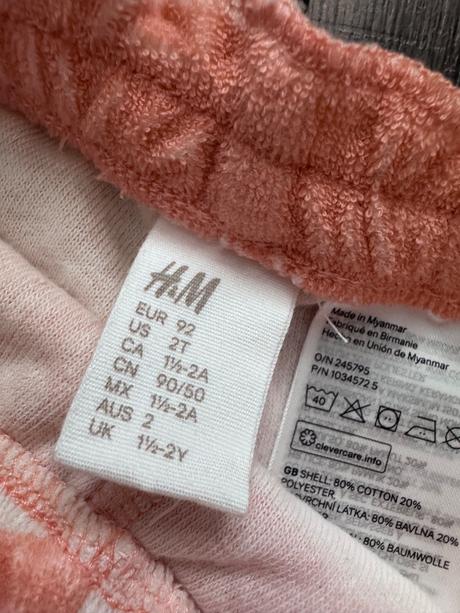 H&M
EUR 92
US 2T
CA 1½-2A
CN 90/50
MX 1½-2A
AUS 2
UK 1½-2Y
Made in Myanmar
Fabriqué en Birmanie
Hecho en Unión de Myanmar
O/N 245795
P/N 1034572 5
40
clevercare.info
GB SHELL: 80% COTTON 20%
POLYESTER
VRCHNÍ LÁTKA: 80% BAVLNA 20%
80% BAUMWOLLE